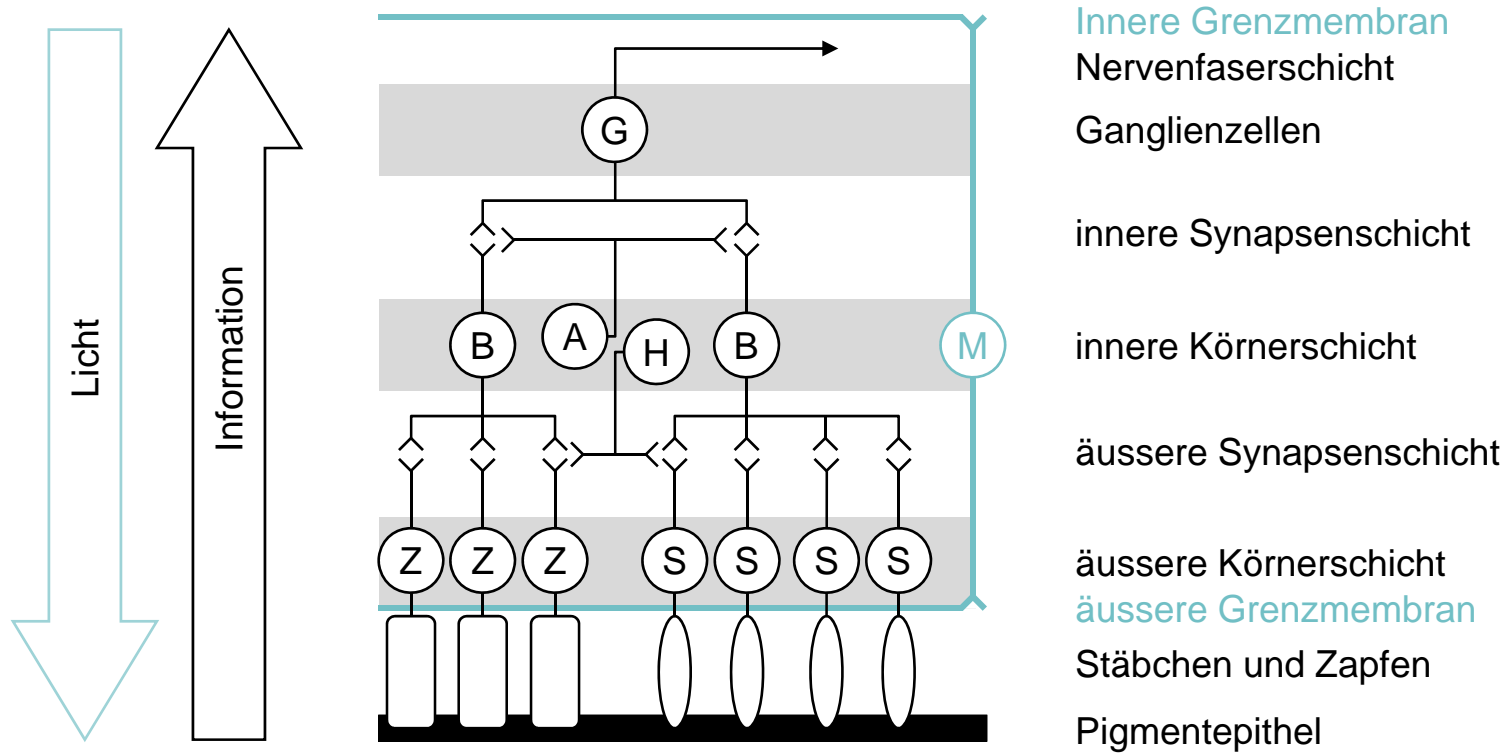 Licht
Information
Innere Grenzmembran
Nervenfaserschicht
G
Ganglienzellen
innere Synapsenschicht
B
A
H
B
M
innere Körnerschicht
äussere Synapsenschicht
Z
Z
Z
S
S
S
S
äussere Körnerschicht
äussere Grenzmembran
Stäbchen und Zapfen
Pigmentepithel